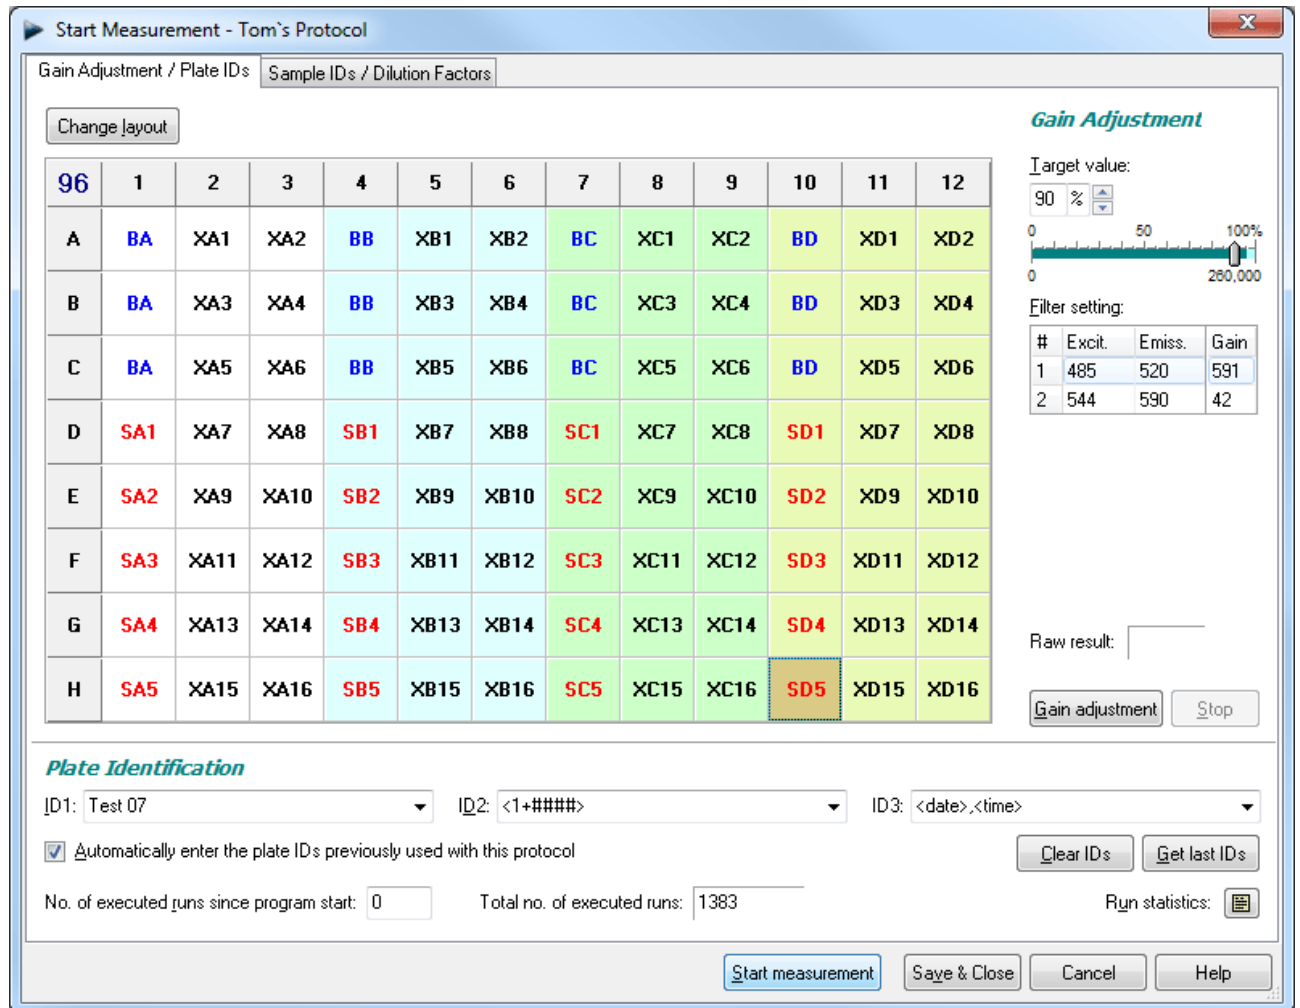 Start Measurement - Tom`s Protocol
Gain Adjustment / Plate IDs Sample IDs / Dilution Factors
Change layout
96 1 2 3 4 5 6 7 8 9 10 11 12
A BA XA1 XA2 BB XB1 XB2 BC XC1 XC2 BD XD1 XD2
B BA XA3 XA4 BB XB3 XB4 BC XC3 XC4 BD XD3 XD4
C BA XA5 XA6 BB XB5 XB6 BC XC5 XC6 BD XD5 XD6
D SA1 XA7 XA8 SB1 XB7 XB8 SC1 XC7 XC8 SD1 XD7 XD8
E SA2 XA9 XA10 SB2 XB9 XB10 SC2 XC9 XC10 SD2 XD9 XD10
F SA3 XA11 XA12 SB3 XB11 XB12 SC3 XC11 XC12 SD3 XD11 XD12
G SA4 XA13 XA14 SB4 XB13 XB14 SC4 XC13 XC14 SD4 XD13 XD14
H SA5 XA15 XA16 SB5 XB15 XB16 SC5 XC15 XC16 SD5 XD15 XD16
Gain Adjustment
Target value:
90 %
0 50 100%
0 260,000
Filter setting:
# Excit. Emiss. Gain
1 485 520 591
2 544 590 42
Raw result:
Gain adjustment Stop
Plate Identification
ID1: Test 07 ID2: <1+####> ID3: <date>,<time>
Automatically enter the plate IDs previously used with this protocol
Clear IDs Get last IDs
No. of executed runs since program start: 0 Total no. of executed runs: 1383 Run statistics:
Start measurement Save & Close Cancel Help